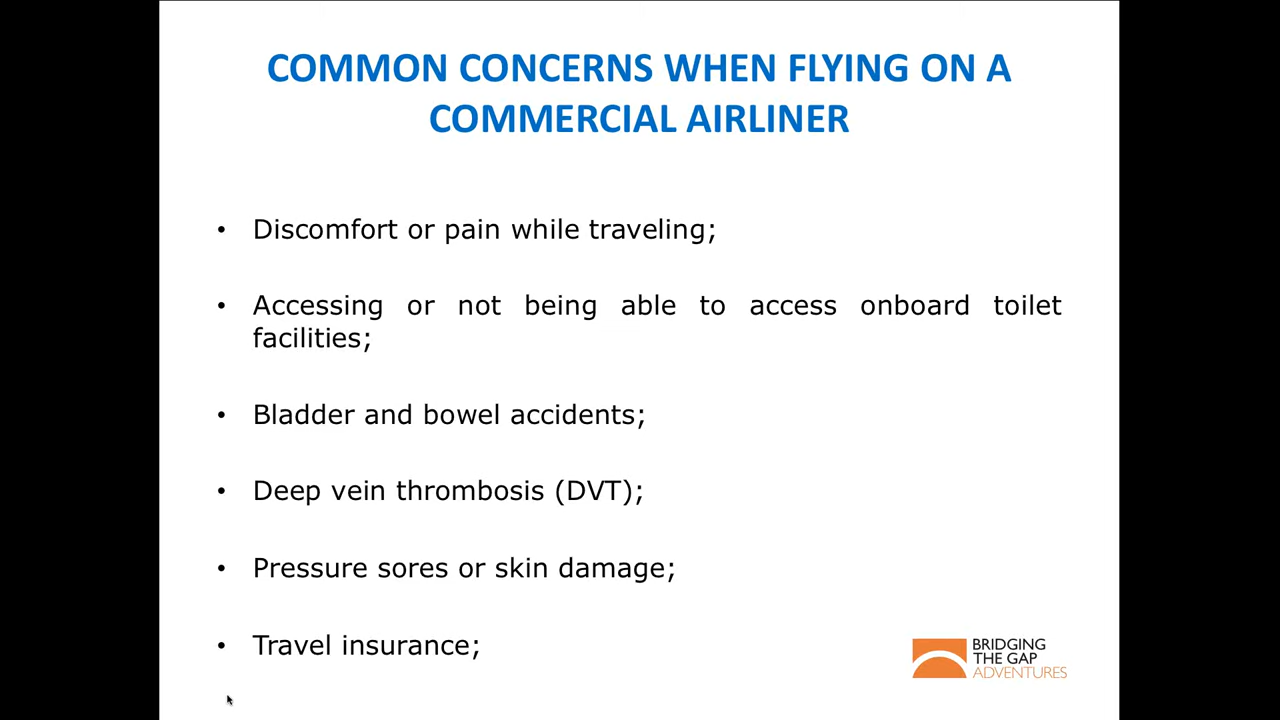 COMMON CONCERNS WHEN FLYING ON A
COMMERCIAL AIRLINER
• Discomfort or pain while traveling;
• Accessing or not being able to access onboard toilet
facilities;
• Bladder and bowel accidents;
• Deep vein thrombosis (DVT);
• Pressure sores or skin damage;
• Travel insurance;
BRIDGING
THE GAP
ADVENTURES